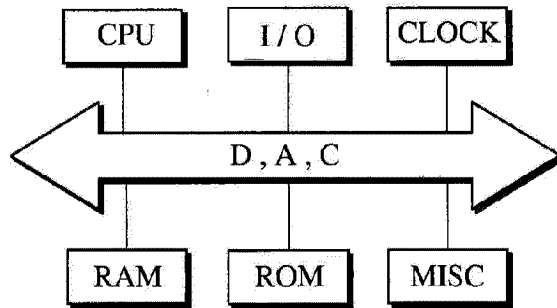 CPU I / O CLOCK
D , A , C
RAM ROM MISC